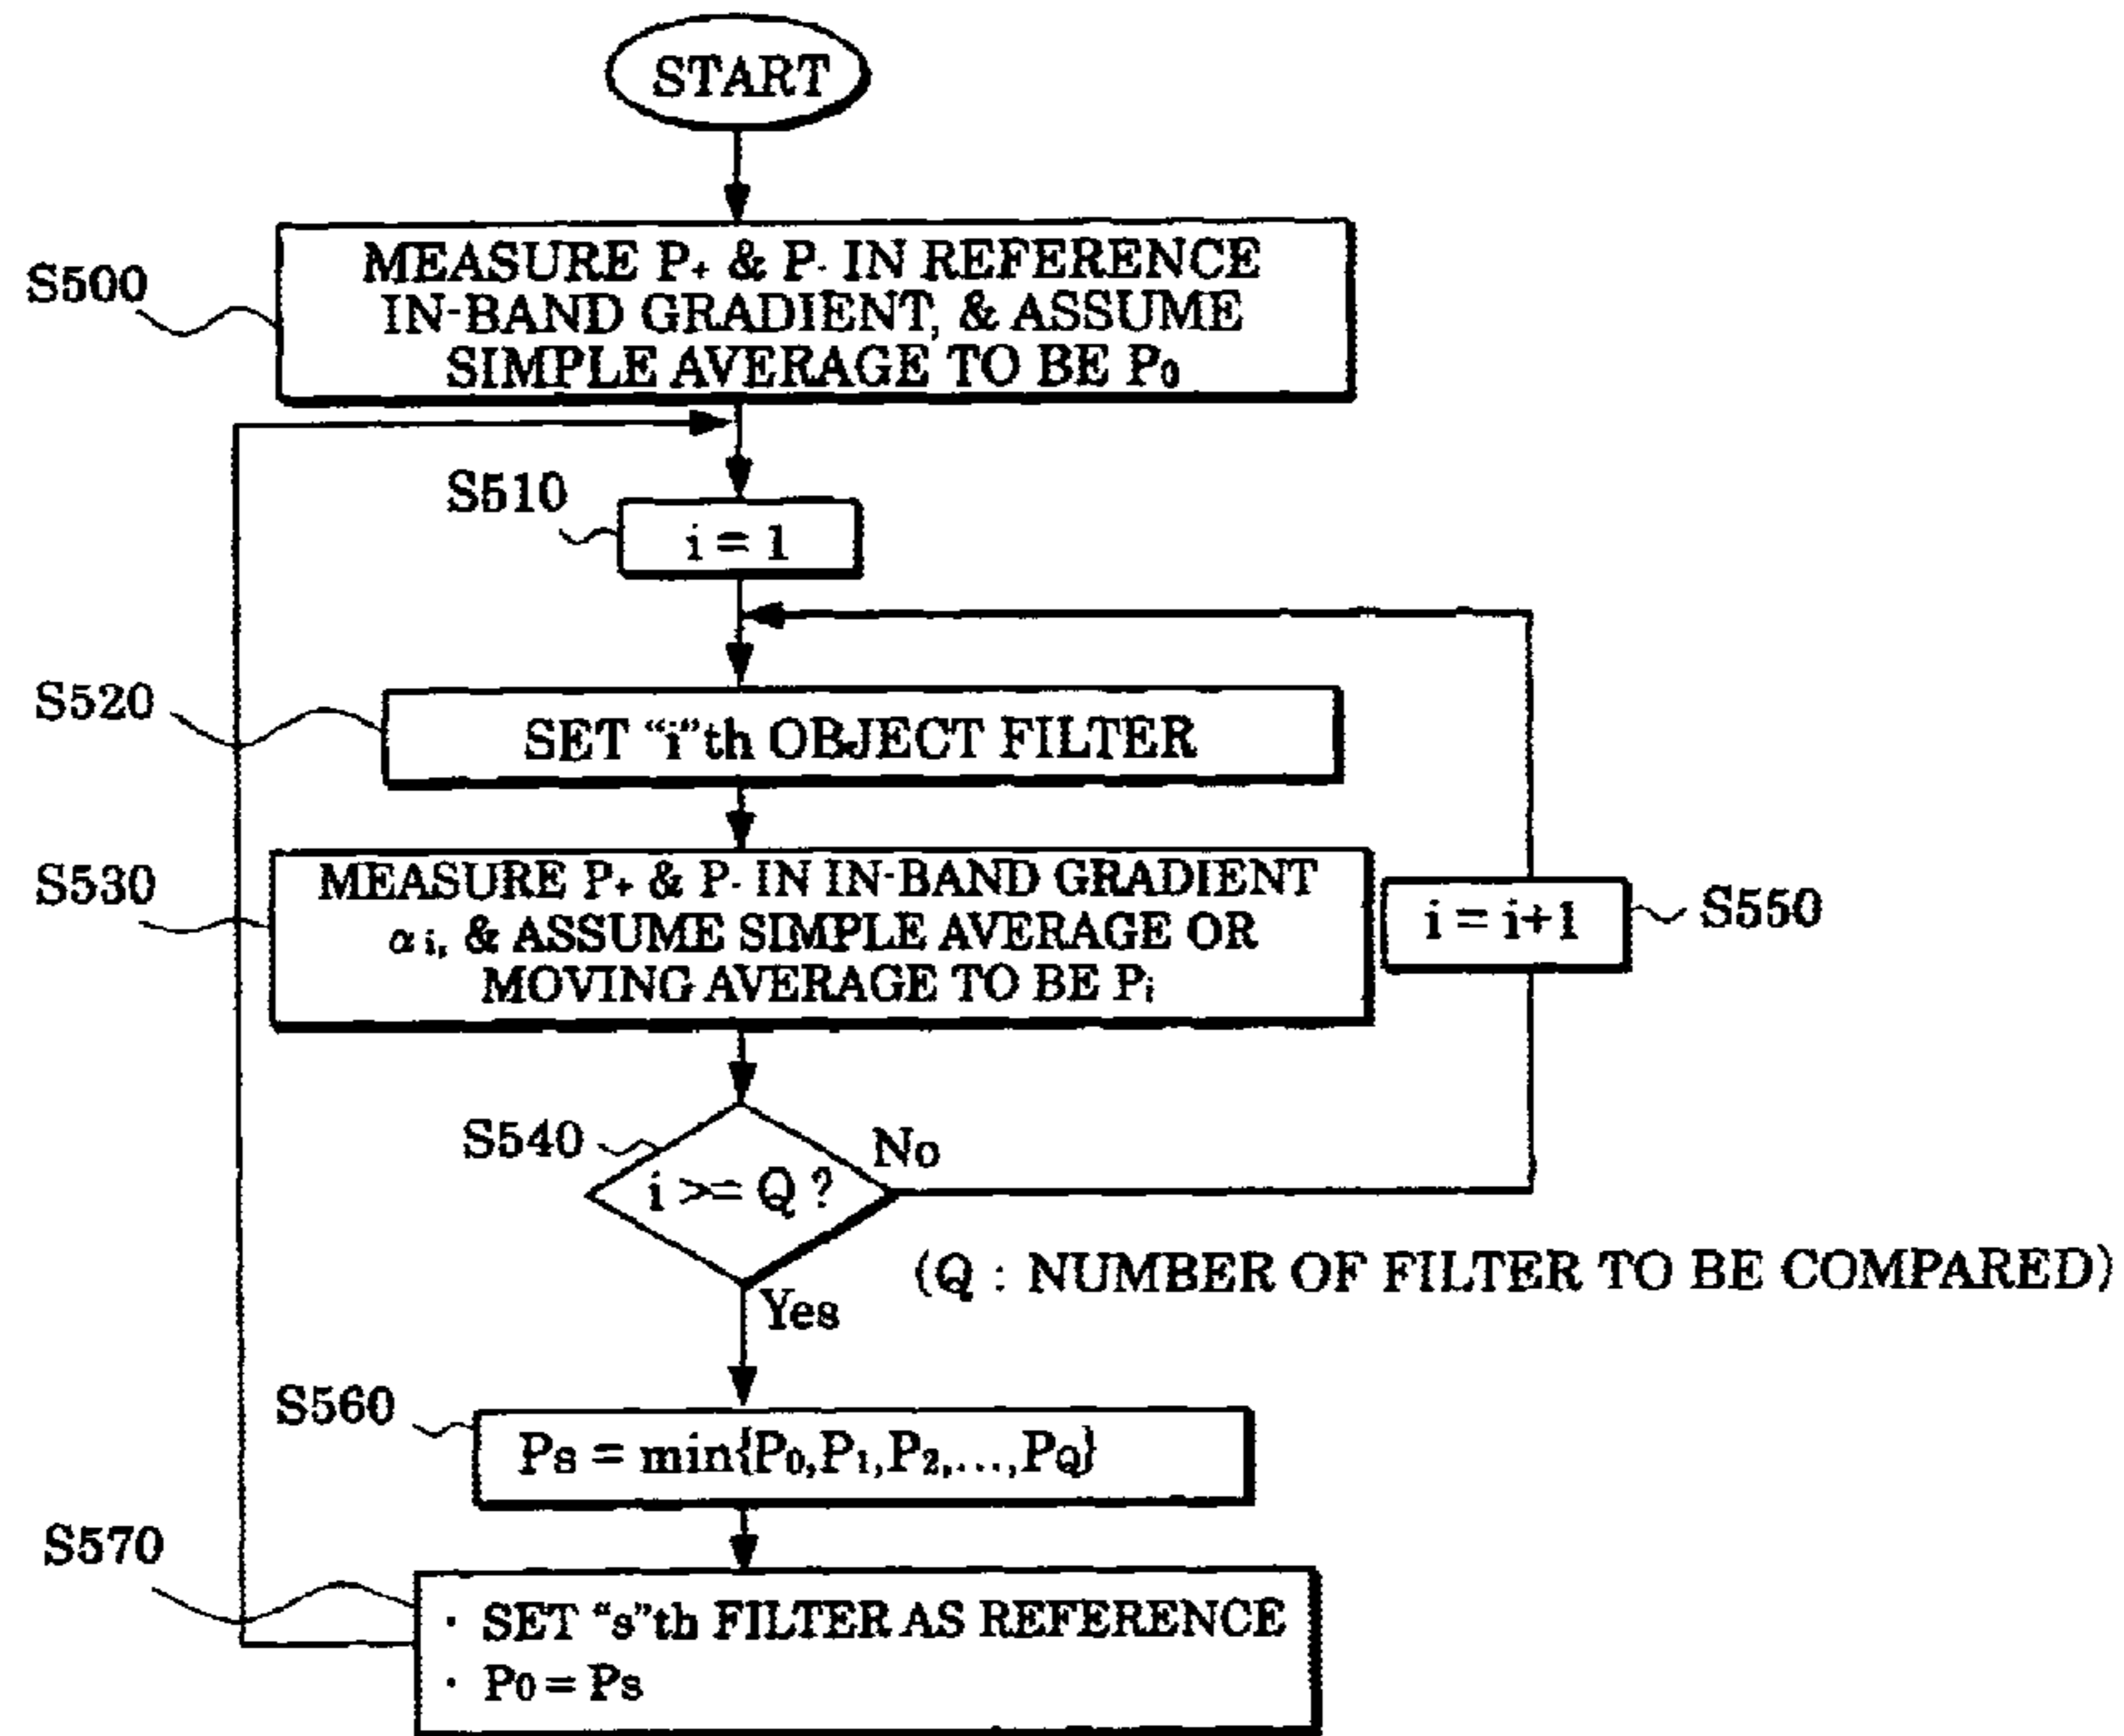 START
S500
MEASURE P+ & P- IN REFERENCE
IN-BAND GRADIENT, & ASSUME
SIMPLE AVERAGE TO BE P0
S510
i = 1
S520
SET “i”th OBJECT FILTER
S530
MEASURE P+ & P- IN IN-BAND GRADIENT
αi, & ASSUME SIMPLE AVERAGE OR
MOVING AVERAGE TO BE Pi
i = i+1
S550
S540
i >= Q ?
No
(Q : NUMBER OF FILTER TO BE COMPARED)
Yes
S560
Ps = min{P0,P1,P2,...,PQ}
S570
· SET “s”th FILTER AS REFERENCE
· P0 = Ps